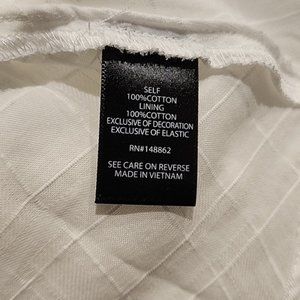 SELF
100%COTTON
LINING
100%COTTON
EXCLUSIVE OF DECORATION
EXCLUSIVE OF ELASTIC
RN#148862
SEE CARE ON REVERSE
MADE IN VIETNAM